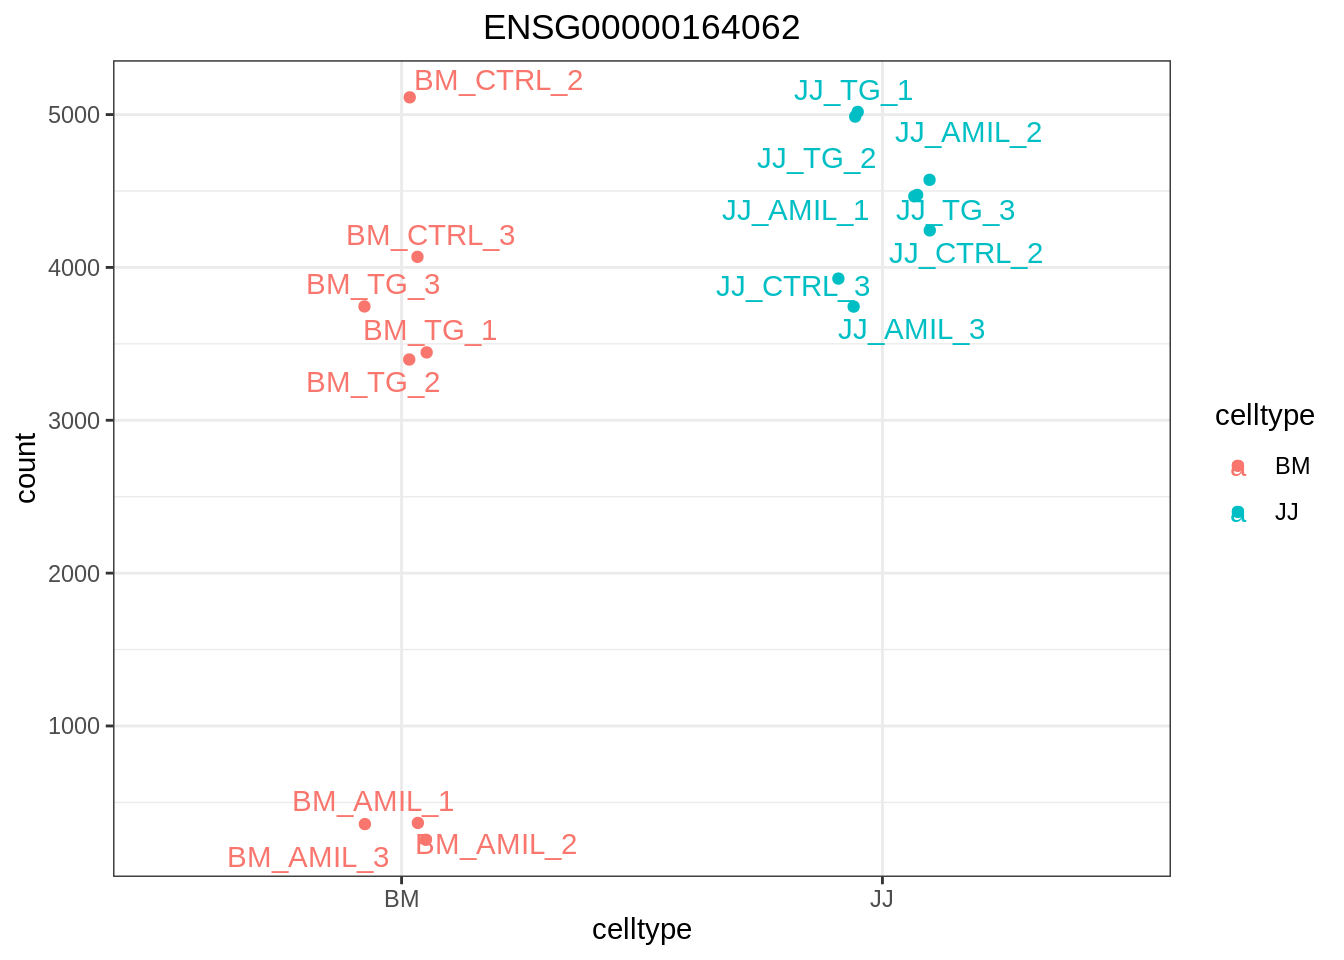 ENSG00000164062
BM_CTRL_2
JJ_TG_1
5000
JJ_AMIL_2
JJ_TG_2
JJ_AMIL_1
JJ_TG_3
BM_CTRL_3
JJ_CTRL_2
4000
BM_TG_3
JJ_CTRL_3
BM_TG_1
JJ_AMIL_3
BM_TG_2
3000
count
celltype
a BM
a JJ
2000
1000
BM_AMIL_1
BM_AMIL_2
BM_AMIL_3
BM
JJ
celltype